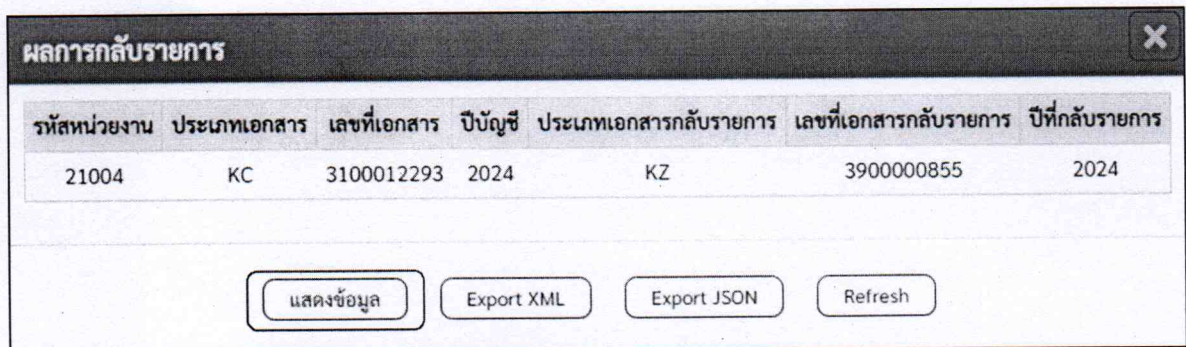 ผลการกลับรายการ
รหัสหน่วยงาน ประเภทเอกสาร เลขที่เอกสาร ปีบัญชี ประเภทเอกสารกลับรายการ เลขที่เอกสารกลับรายการ ปีที่กลับรายการ
21004 KC 3100012293 2024 KZ 3900000855 2024
แสดงข้อมูล Export XML Export JSON Refresh